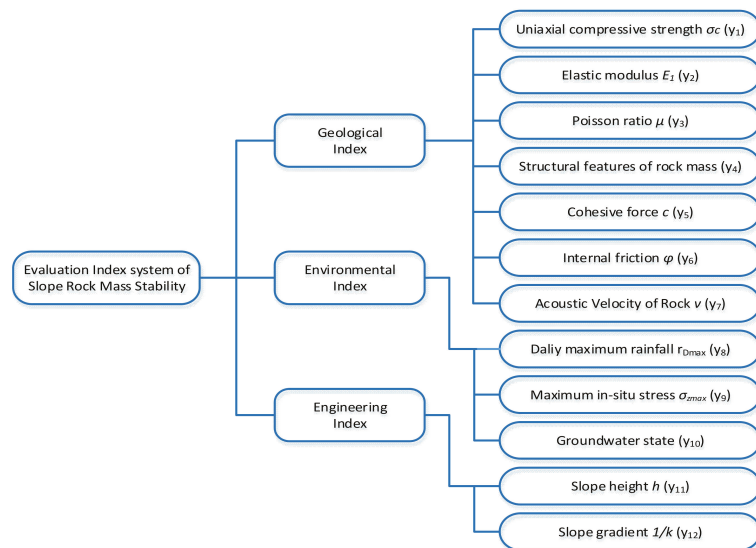 Uniaxial compressive strength σc (y₁)
Elastic modulus E₁ (y₂)
Geological
Index
Poisson ratio μ (y₃)
Structural features of rock mass (y₄)
Cohesive force c (y₅)
Evaluation Index system of
Slope Rock Mass Stability
Environmental
Index
Internal friction φ (y₆)
Acoustic Velocity of Rock v (y₇)
Daliy maximum rainfall r_Dmax (y₈)
Engineering
Index
Maximum in-situ stress σ_zmax (y₉)
Groundwater state (y₁₀)
Slope height h (y₁₁)
Slope gradient 1/k (y₁₂)